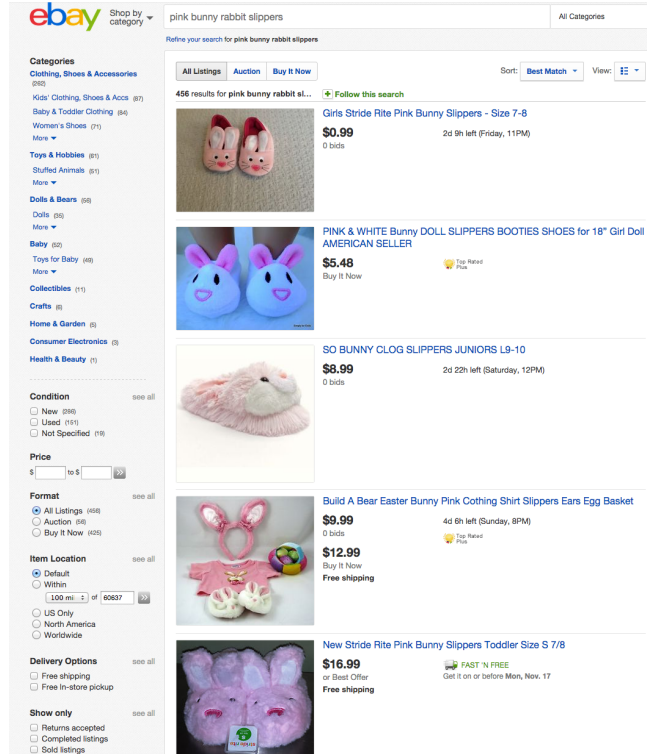 ebay
Shop by category
pink bunny rabbit slippers
All Categories
Refine your search for pink bunny rabbit slippers
Categories
Clothing, Shoes & Accessories
(262)
Kids' Clothing, Shoes & Accs (87)
Baby & Toddler Clothing (84)
Women's Shoes (71)
More
Toys & Hobbies (61)
Stuffed Animals (51)
More
Dolls & Bears (56)
Dolls (35)
More
Baby (52)
Toys for Baby (49)
More
Collectibles (11)
Crafts (6)
Home & Garden (5)
Consumer Electronics (3)
Health & Beauty (1)
Condition see all
New (286)
Used (151)
Not Specified (19)
Price
$ to $ >>
Format see all
All Listings (456)
Auction (56)
Buy It Now (425)
Item Location see all
Default
Within
100 mi of 60637 >>
US Only
North America
Worldwide
Delivery Options see all
Free shipping
Free In-store pickup
Show only see all
Returns accepted
Completed listings
Sold listings
All Listings Auction Buy It Now
Sort: Best Match View:
456 results for pink bunny rabbit sl... + Follow this search
Girls Stride Rite Pink Bunny Slippers - Size 7-8
$0.99 2d 9h left (Friday, 11PM)
0 bids
PINK & WHITE Bunny DOLL SLIPPERS BOOTIES SHOES for 18" Girl Doll
AMERICAN SELLER
$5.48 Top Rated
Buy It Now Plus
SO BUNNY CLOG SLIPPERS JUNIORS L9-10
$8.99 2d 22h left (Saturday, 12PM)
0 bids
Build A Bear Easter Bunny Pink Cothing Shirt Slippers Ears Egg Basket
$9.99 4d 6h left (Sunday, 8PM)
0 bids Top Rated
Plus
$12.99
Buy It Now
Free shipping
New Stride Rite Pink Bunny Slippers Toddler Size S 7/8
$16.99 FAST 'N FREE
or Best Offer Get it on or before Mon, Nov. 17
Free shipping
stride rite